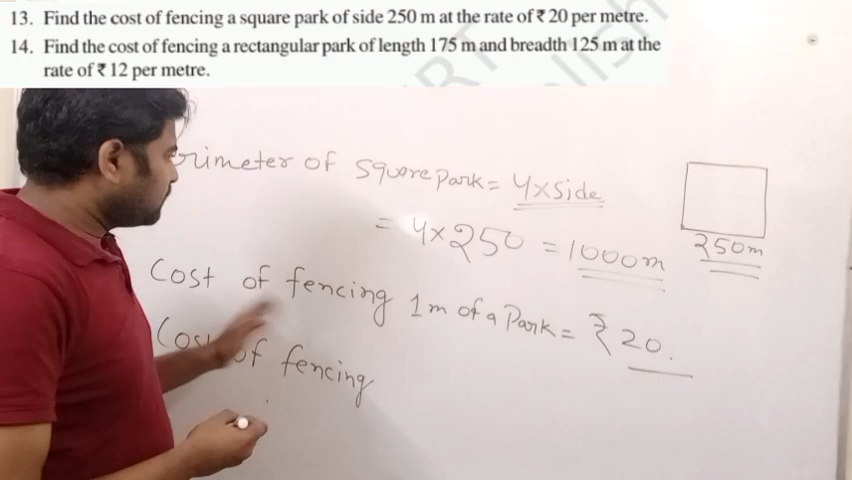 13. Find the cost of fencing a square park of side 250 m at the rate of ₹ 20 per metre.
14. Find the cost of fencing a rectangular park of length 175 m and breadth 125 m at the
rate of ₹ 12 per metre.
rimeter of Square Park = 4×Side
= 4×250 = 1000m
250m
Cost of fencing 1m of a Park = ₹ 20.
Cost of fencing